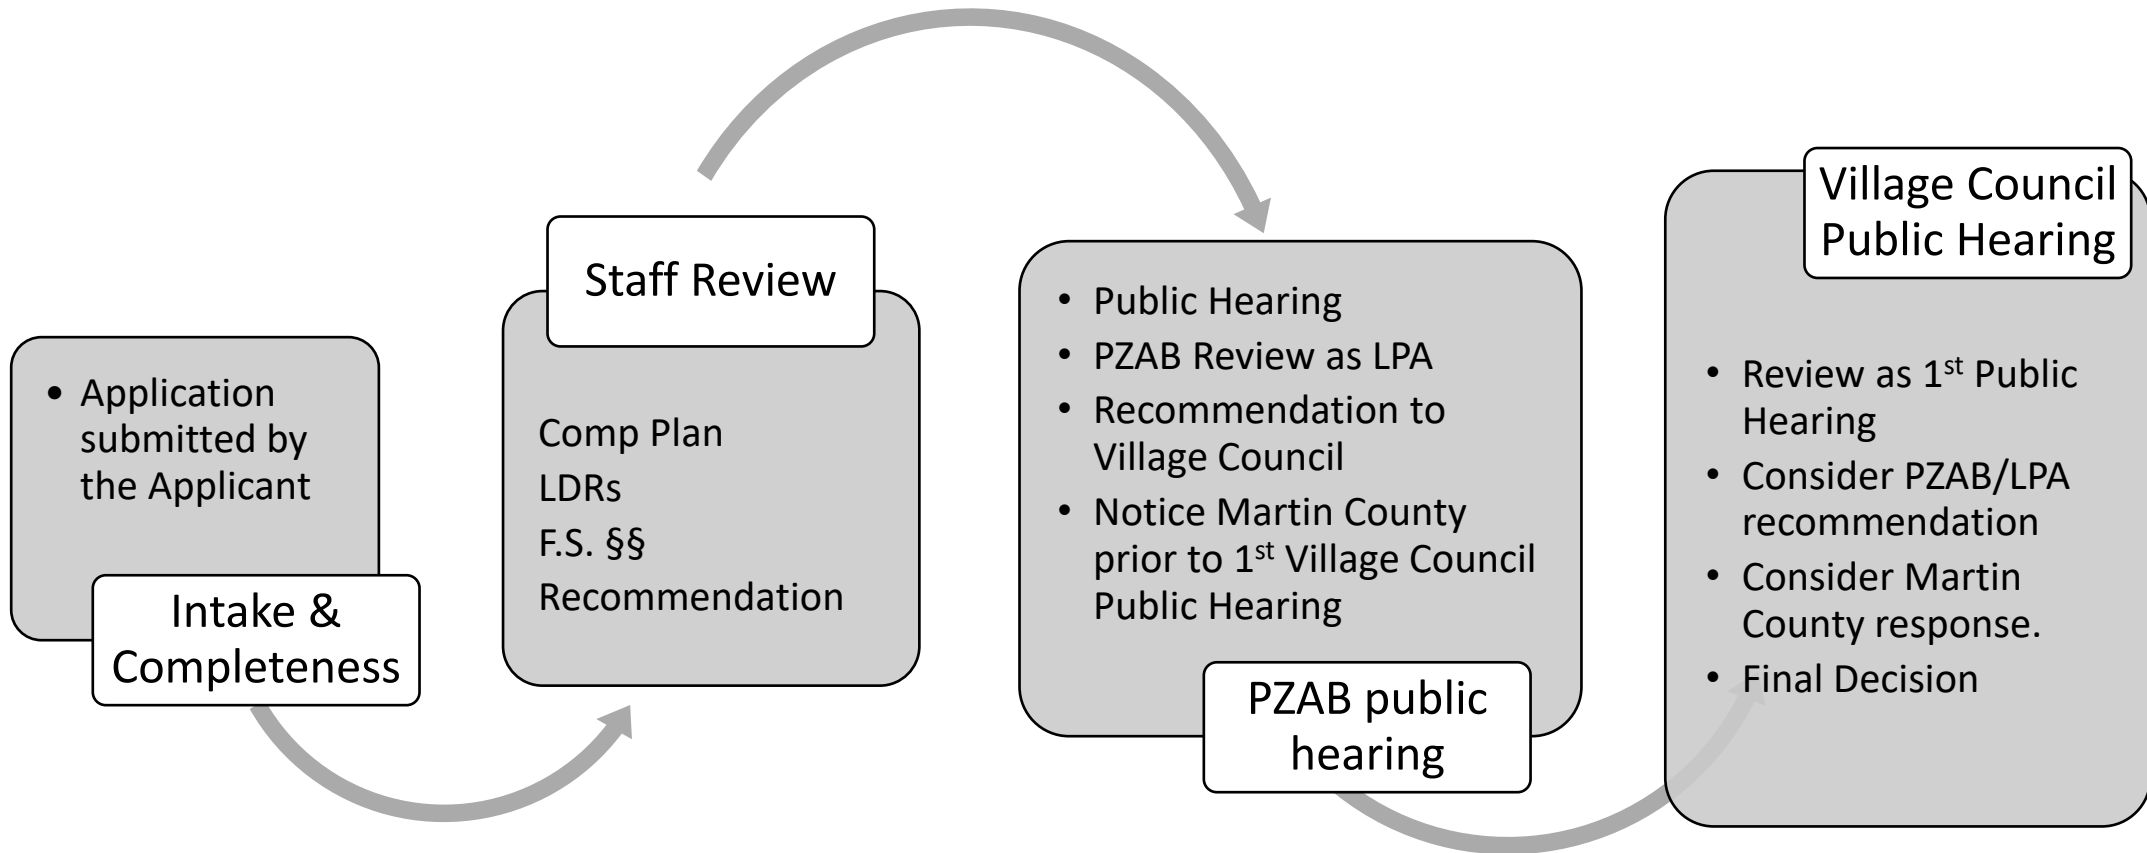 • Application
submitted by
the Applicant
Intake &
Completeness
Staff Review
Comp Plan
LDRs
F.S. §§
Recommendation
• Public Hearing
• PZAB Review as LPA
• Recommendation to
Village Council
• Notice Martin County
prior to 1st Village Council
Public Hearing
PZAB public
hearing
Village Council
Public Hearing
• Review as 1st Public
Hearing
• Consider PZAB/LPA
recommendation
• Consider Martin
County response.
• Final Decision